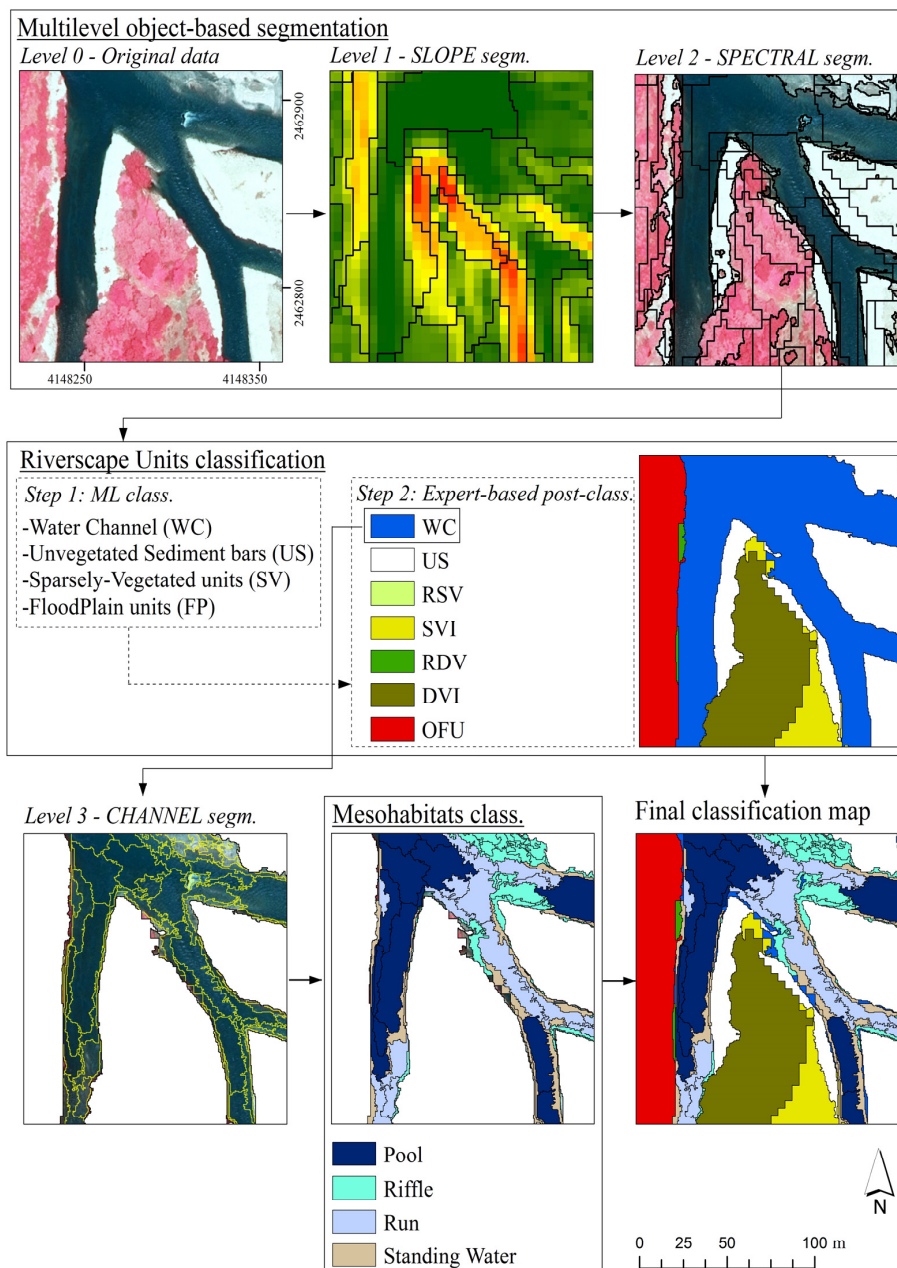 Multilevel object-based segmentation
Level 0 - Original data
Level 1 - SLOPE segm.
Level 2 - SPECTRAL segm.
2462900
2462800
4148250
4148350
Riverscape Units classification
Step 1: ML class.
-Water Channel (WC)
-Unvegetated Sediment bars (US)
-Sparsely-Vegetated units (SV)
-FloodPlain units (FP)
Step 2: Expert-based post-class.
WC
US
RSV
SVI
RDV
DVI
OFU
Level 3 - CHANNEL segm.
Mesohabitats class.
Final classification map
Pool
Riffle
Run
Standing Water
N
0 25 50 100 m